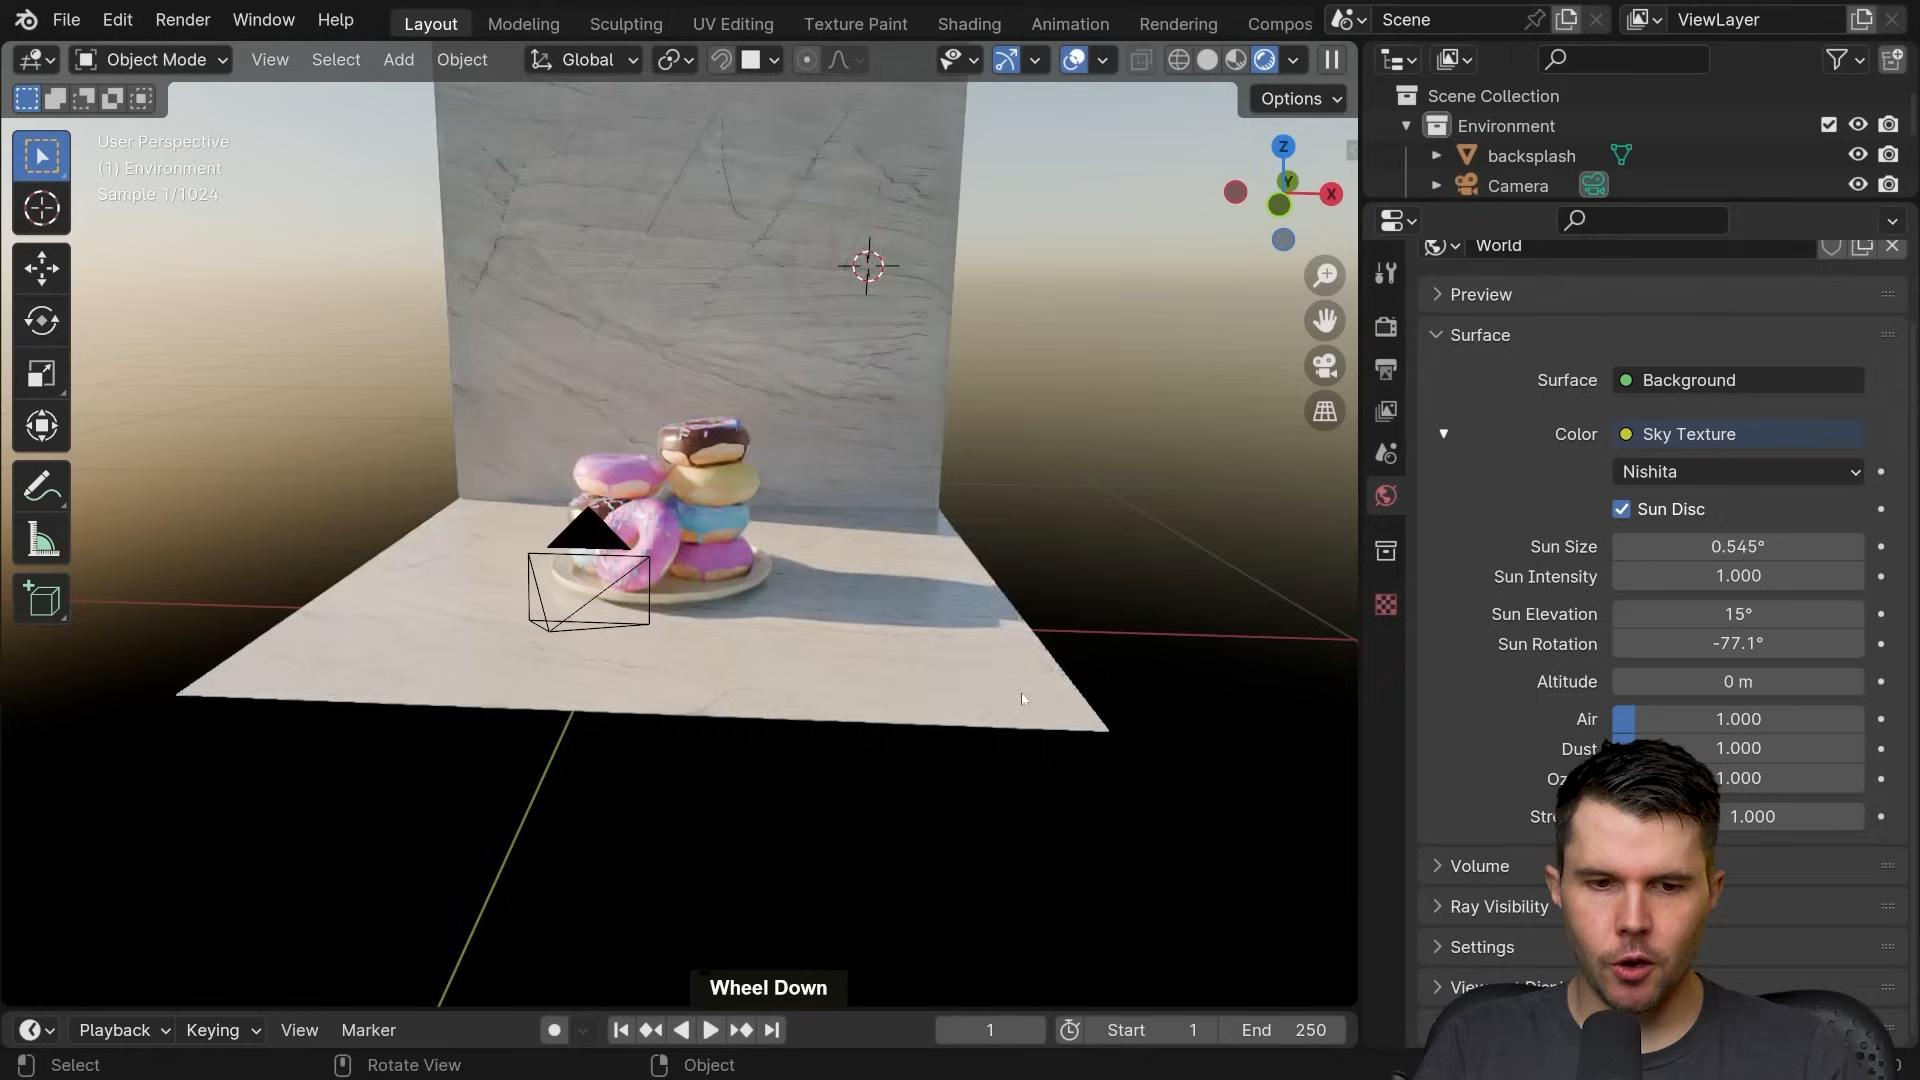 File Edit Render Window Help
Layout Modeling Sculpting UV Editing Texture Paint Shading Animation Rendering Compos
Scene
ViewLayer
Object Mode View Select Add Object Global
Options
User Perspective
(1) Environment
Sample 1/1024
Z
Y
X
Scene Collection
Environment
backsplash
Camera
World
Preview
Surface
Surface Background
Color Sky Texture
Nishita
Sun Disc
Sun Size 0.545°
Sun Intensity 1.000
Sun Elevation 15°
Sun Rotation -77.1°
Altitude 0 m
Air 1.000
Dust 1.000
Oz 1.000
Stre 1.000
Volume
Ray Visibility
Settings
Wheel Down
Playback Keying View Marker
1
Start 1
End 250
Select Rotate View Object